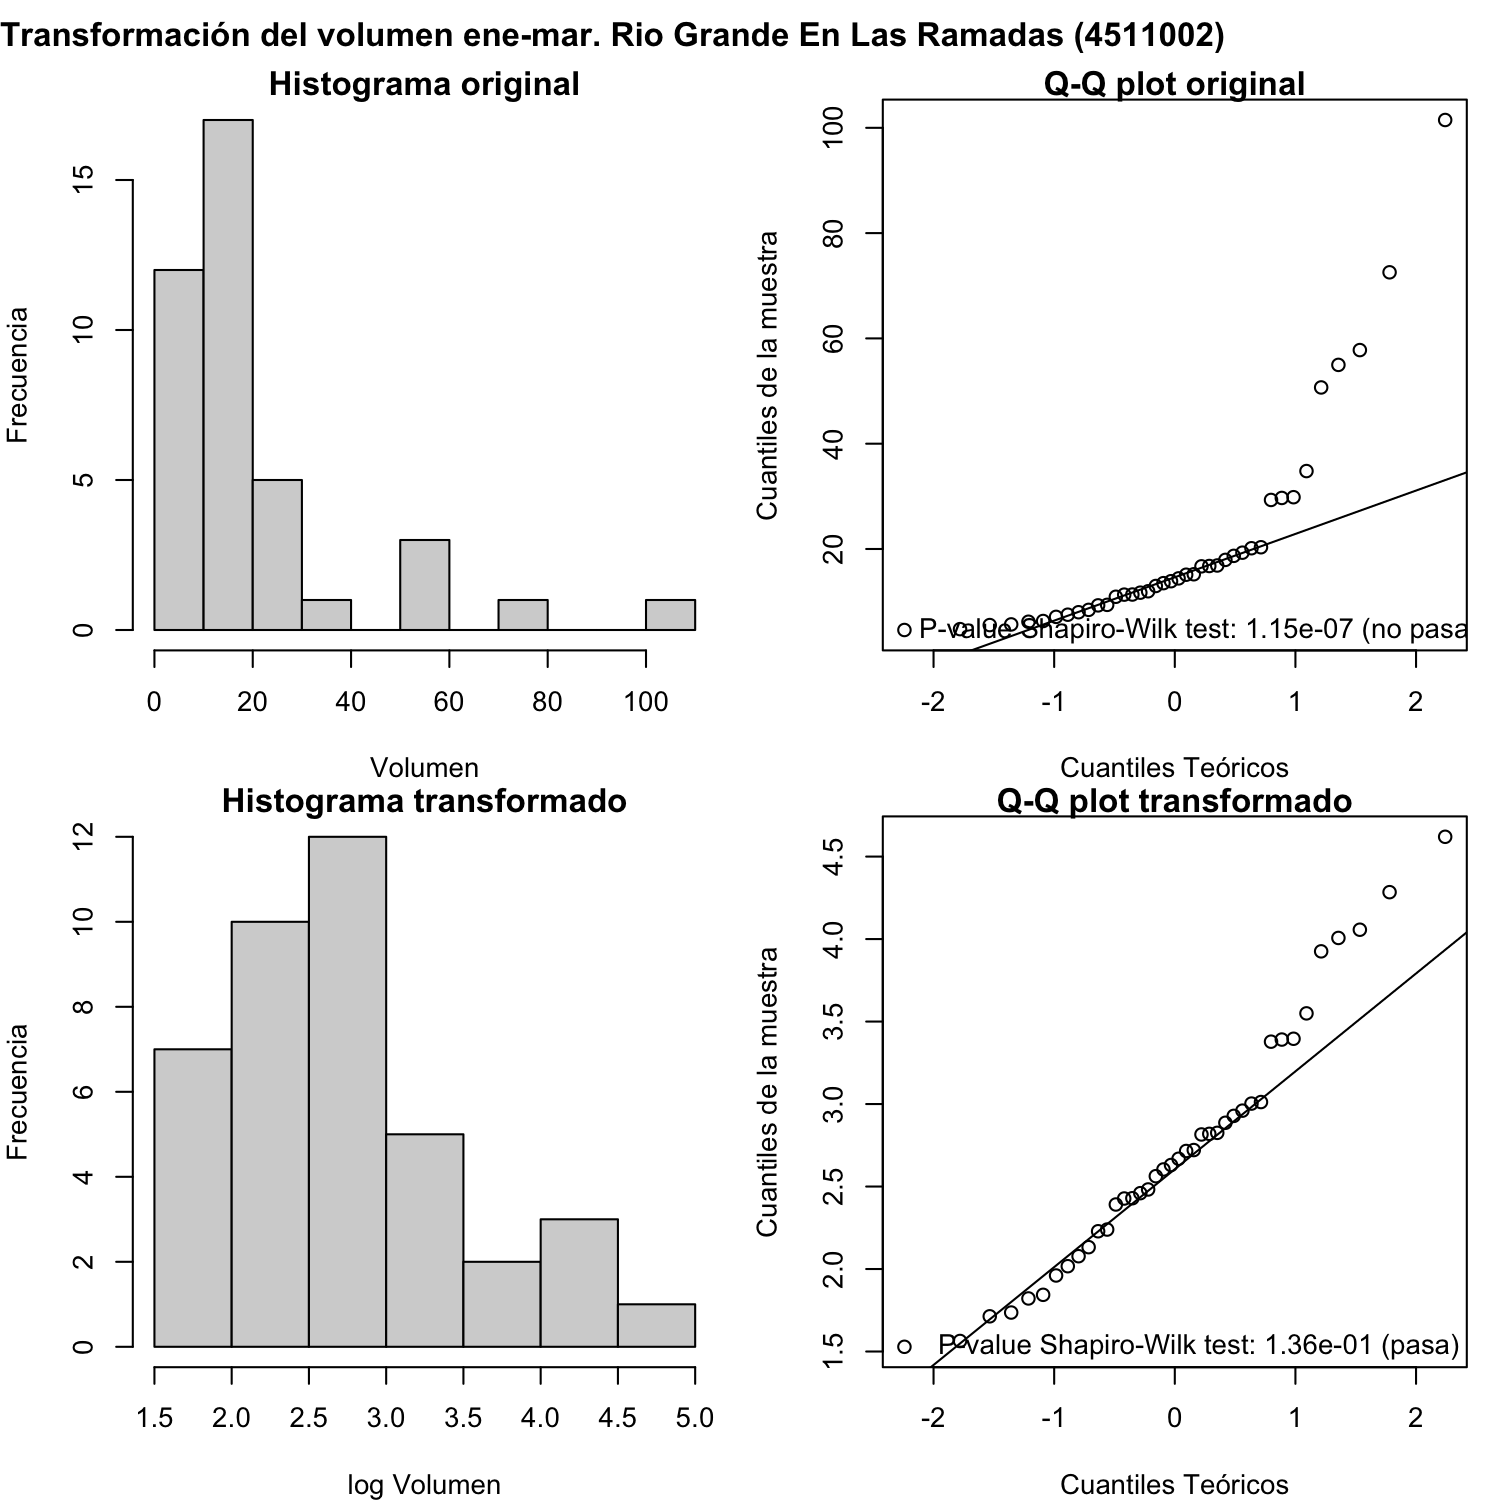 Transformación del volumen ene-mar. Rio Grande En Las Ramadas (4511002)
Histograma original
Frecuencia
15
10
5
0
0 20 40 60 80 100
Volumen
Q-Q plot original
Cuantiles de la muestra
100
80
60
40
20
P-value Shapiro-Wilk test: 1.15e-07 (no pasa
-2 -1 0 1 2
Cuantiles Teóricos
Histograma transformado
Frecuencia
12
10
8
6
4
2
0
1.5 2.0 2.5 3.0 3.5 4.0 4.5 5.0
log Volumen
Q-Q plot transformado
Cuantiles de la muestra
4.5
4.0
3.5
3.0
2.5
2.0
1.5
P-value Shapiro-Wilk test: 1.36e-01 (pasa)
-2 -1 0 1 2
Cuantiles Teóricos